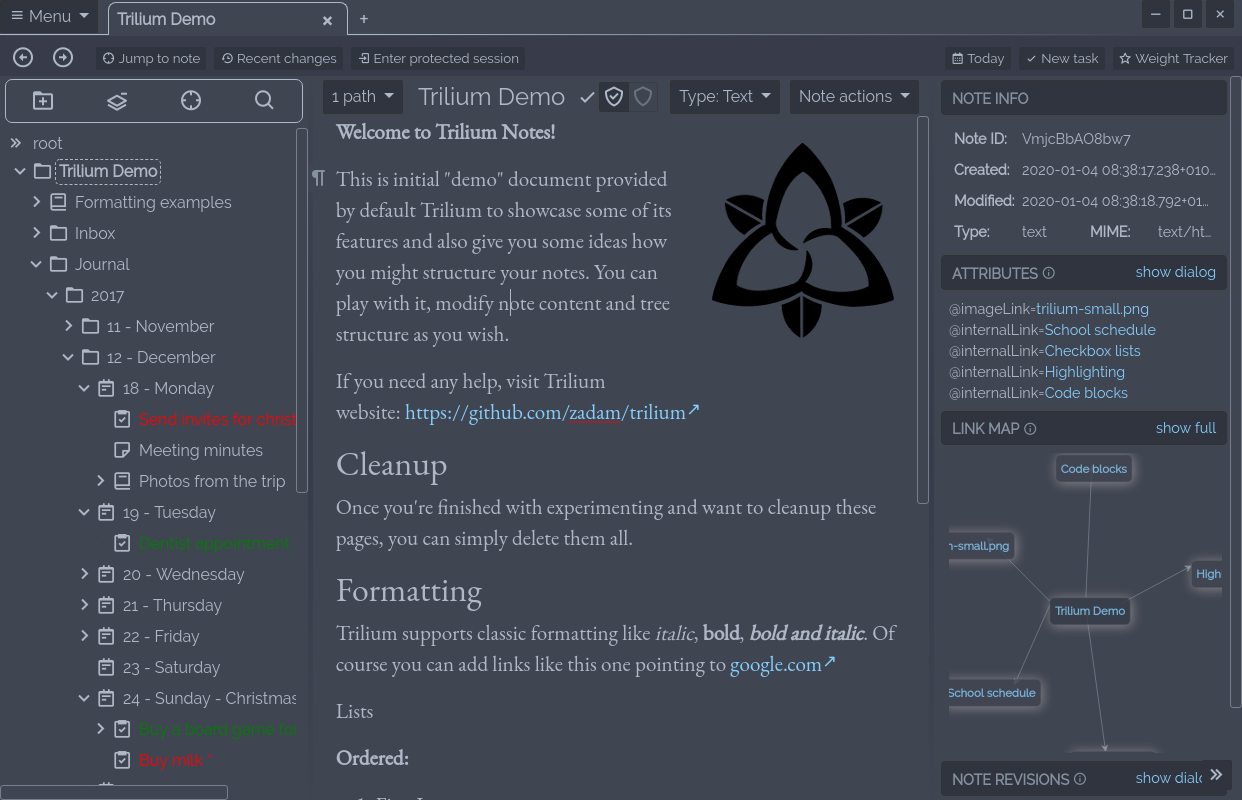 Menu
Trilium Demo
Jump to note
Recent changes
Enter protected session
Today
New task
Weight Tracker
root
Trilium Demo
Formatting examples
Inbox
Journal
2017
11 - November
12 - December
18 - Monday
Send invites for christ
Meeting minutes
Photos from the trip
19 - Tuesday
Dentist appointment
20 - Wednesday
21 - Thursday
22 - Friday
23 - Saturday
24 - Sunday - Christmas
Buy a board game
Buy milk *
1 path
Trilium Demo
Type: Text
Note actions
Welcome to Trilium Notes!
This is initial "demo" document provided
by default Trilium to showcase some of its
features and also give you some ideas how
you might structure your notes. You can
play with it, modify note content and tree
structure as you wish.
If you need any help, visit Trilium
website: https://github.com/zadam/trilium
Cleanup
Once you're finished with experimenting and want to cleanup these
pages, you can simply delete them all.
Formatting
Trilium supports classic formatting like italic, bold, bold and italic. Of
course you can add links like this one pointing to google.com
Lists
Ordered:
NOTE INFO
Note ID: VmjcBbAO8bw7
Created: 2020-01-04 08:38:17.238+010...
Modified: 2020-01-04 08:38:18.792+01...
Type: text MIME: text/ht...
ATTRIBUTES show dialog
@imageLink=trilium-small.png
@internalLink=School schedule
@internalLink=Checkbox lists
@internalLink=Highlighting
@internalLink=Code blocks
LINK MAP show full
Code blocks
n-small.png
High
Trilium Demo
School schedule
NOTE REVISIONS show dialo